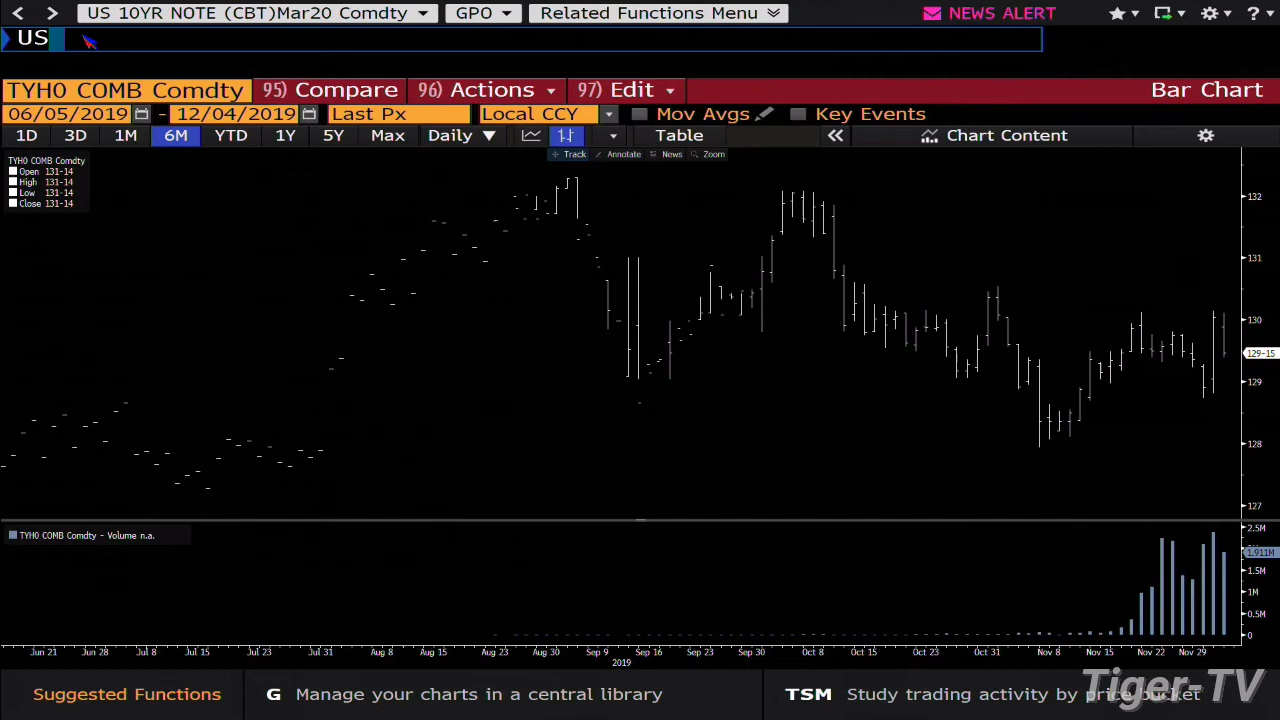 US 10YR NOTE (CBT)Mar20 Comdty GPO Related Functions Menu NEWS ALERT ?
US
TYH0 COMB Comdty 95) Compare 96) Actions 97) Edit Bar Chart
06/05/2019 - 12/04/2019 Last Px Local CCY Mov Avgs Key Events
1D 3D 1M 6M YTD 1Y 5Y Max Daily Table Chart Content
Track Annotate News Zoom
TYH0 COMB Comdty
Open 131-14
High 131-14
Low 131-14
Close 131-14
132
131
130
129-15
129
128
127
TYH0 COMB Comdty - Volume n.a.
2.5M
1.911M
1.5M
1M
0.5M
0
Jun 21 Jun 28 Jul 8 Jul 15 Jul 23 Jul 31 Aug 8 Aug 15 Aug 23 Aug 30 Sep 9 Sep 16 Sep 23 Sep 30 Oct 8 Oct 15 Oct 23 Oct 31 Nov 8 Nov 15 Nov 22 Nov 29
2019
Suggested Functions G Manage your charts in a central library TSM Study trading activity by price bucket
Tiger-TV